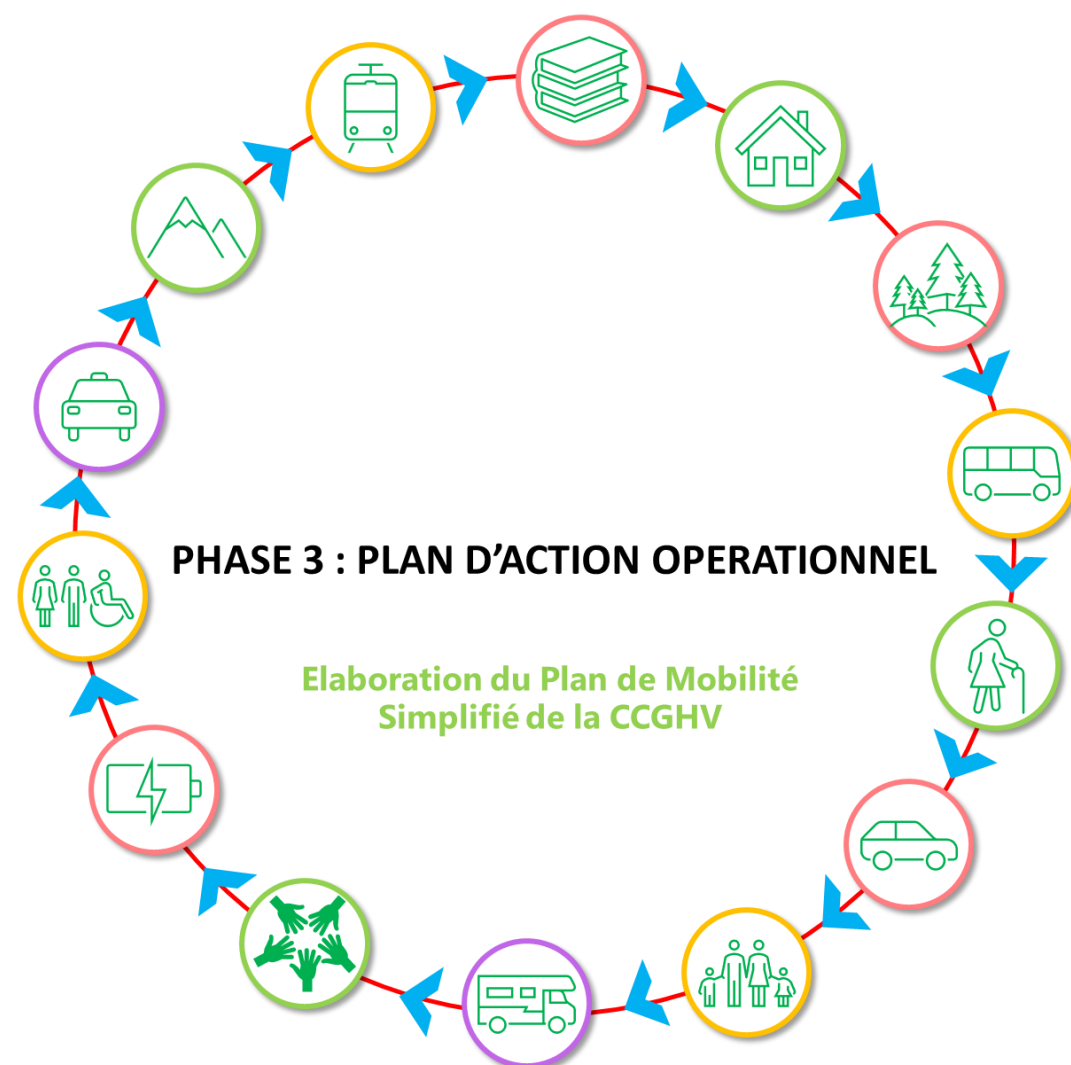 PHASE 3 : PLAN D’ACTION OPERATIONNEL
Elaboration du Plan de Mobilité
Simplifié de la CCGHV